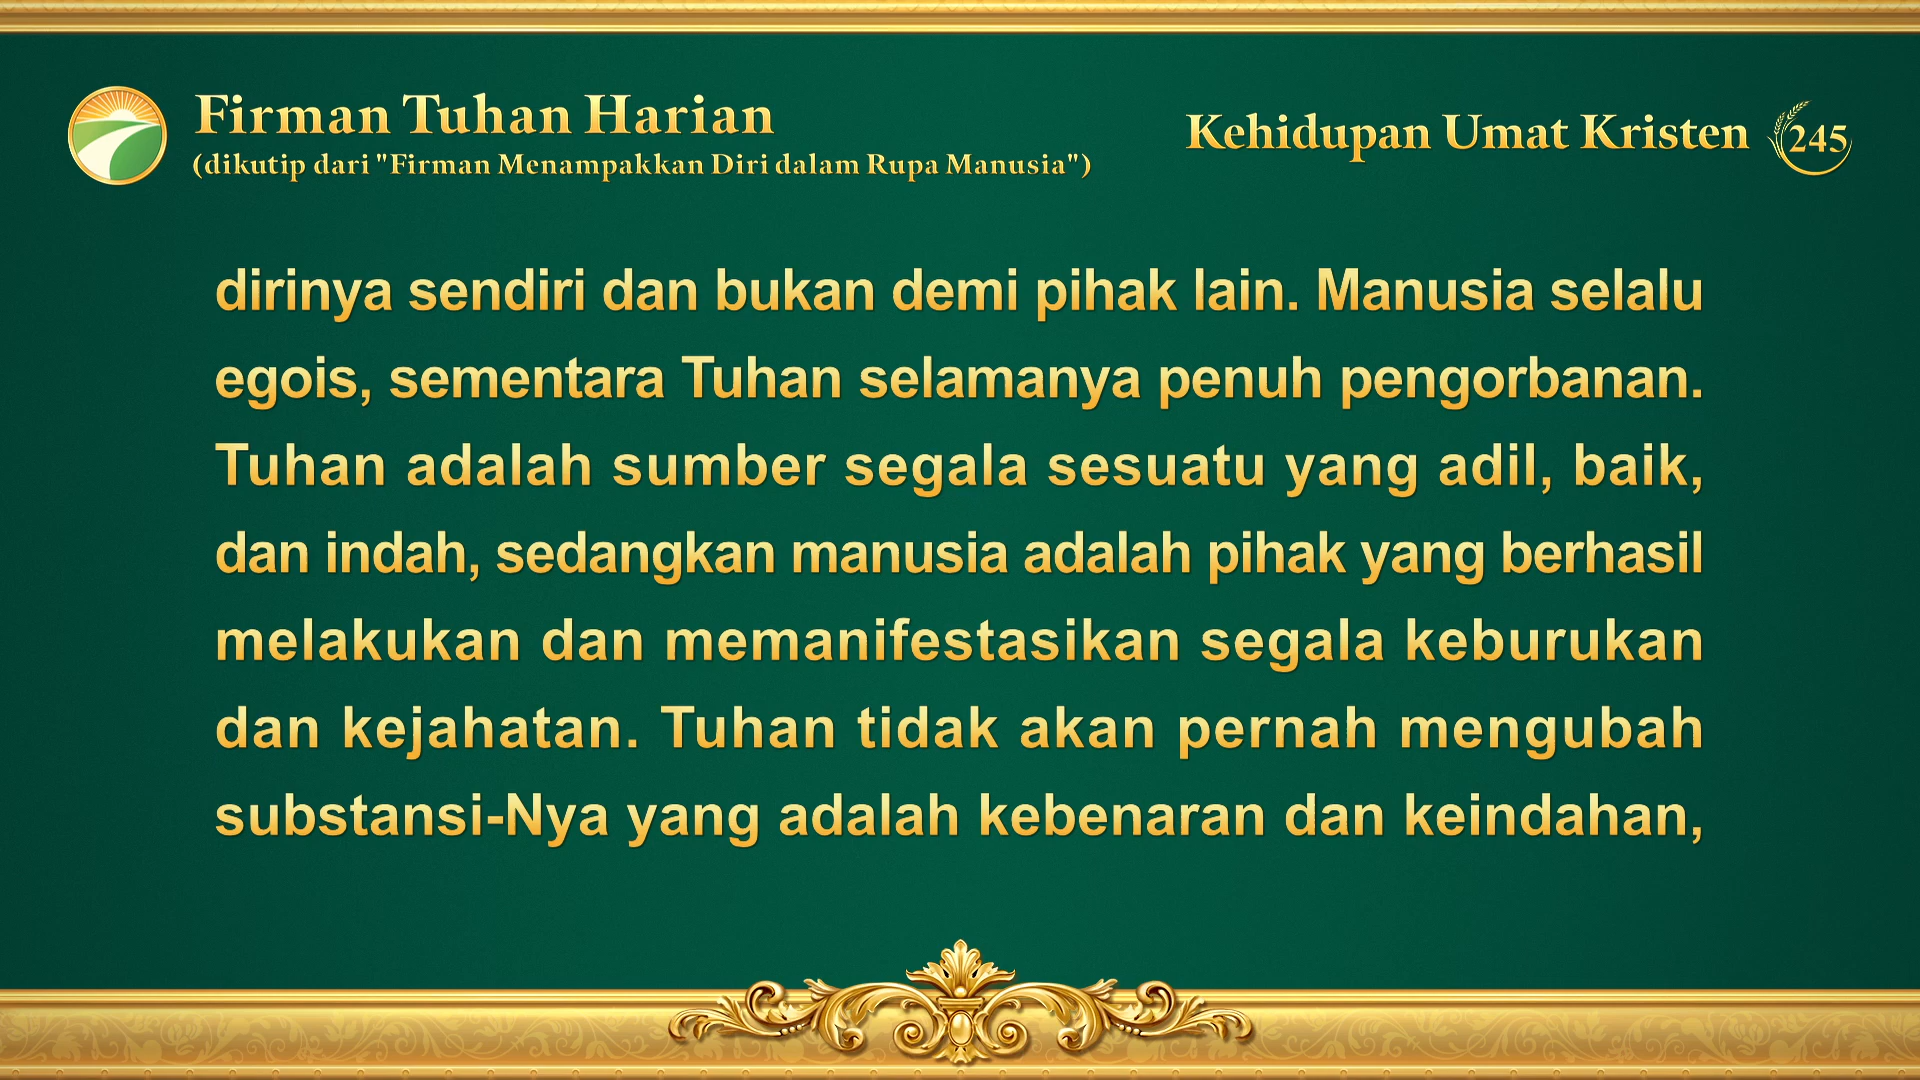 Firman Tuhan Harian
(dikutip dari "Firman Menampakkan Diri dalam Rupa Manusia")
Kehidupan Umat Kristen 245
dirinya sendiri dan bukan demi pihak lain. Manusia selalu
egois, sementara Tuhan selamanya penuh pengorbanan.
Tuhan adalah sumber segala sesuatu yang adil, baik,
dan indah, sedangkan manusia adalah pihak yang berhasil
melakukan dan memanifestasikan segala keburukan
dan kejahatan. Tuhan tidak akan pernah mengubah
substansi-Nya yang adalah kebenaran dan keindahan,